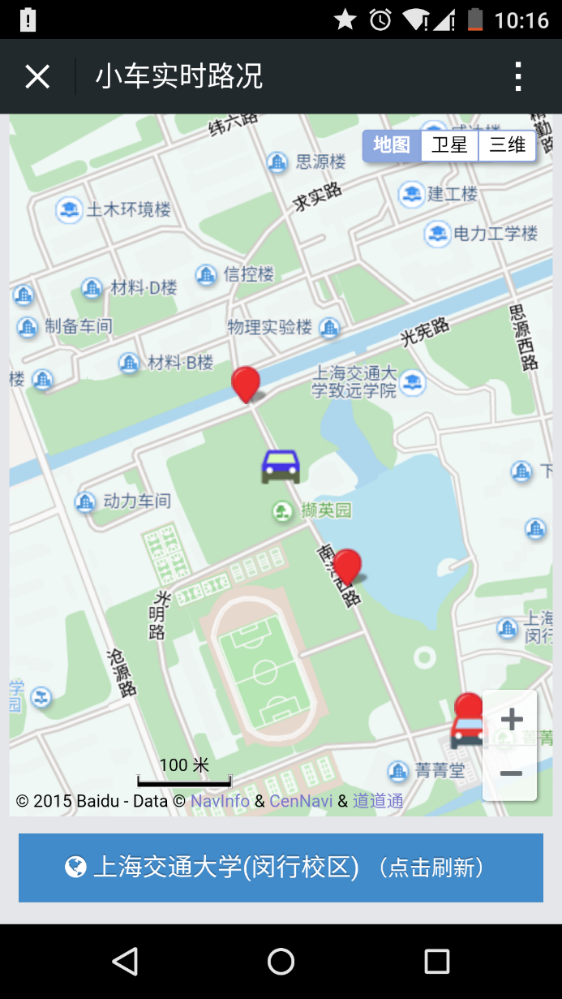 10:16
小车实时路况
纬六路
地图 卫星 三维
思源楼
求实路
建工楼
土木环境楼
电力工学楼
信控楼
材料·D楼
制备车间
物理实验楼
光宪路
思源西路
材料·B楼
楼
上海交通大
学致远学院
动力车间
撷英园
下
光明路
沧源路
上海
闵行
学
园
菁菁堂
100 米
© 2015 Baidu - Data © NavInfo & CenNavi & 道道通
上海交通大学(闵行校区) （点击刷新）